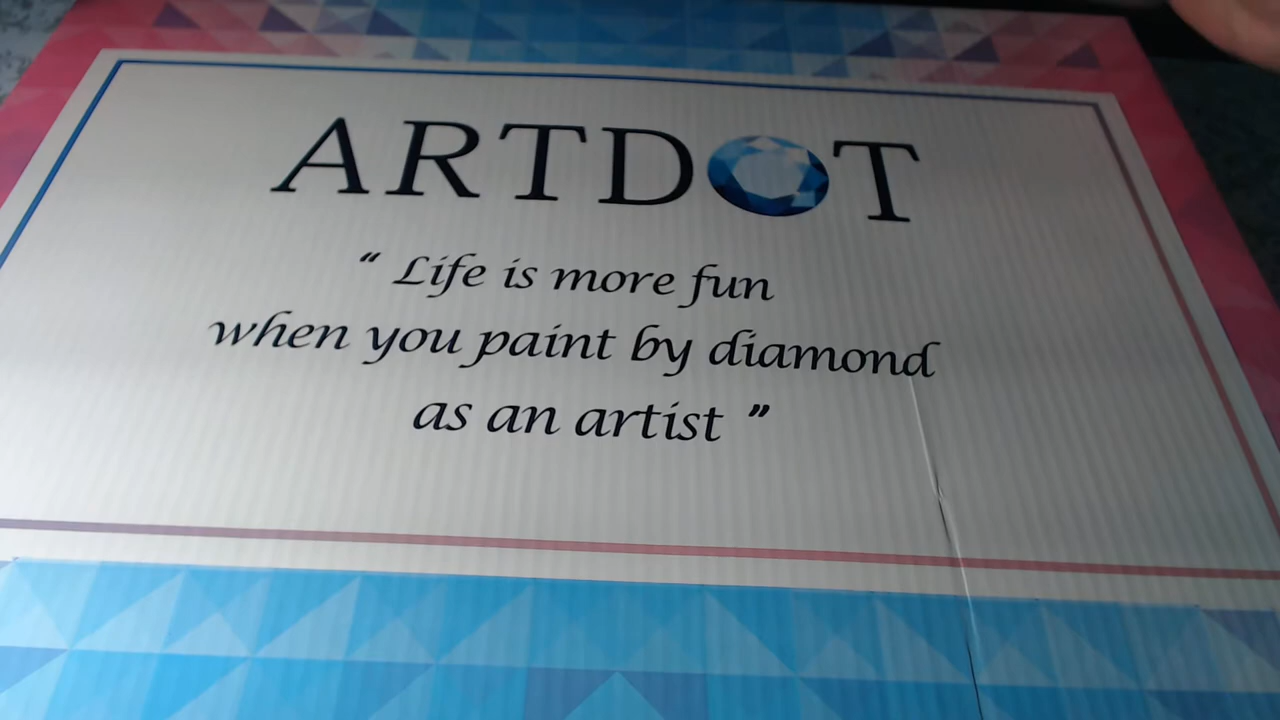 ARTDOT
“ Life is more fun
when you paint by diamond
as an artist ”